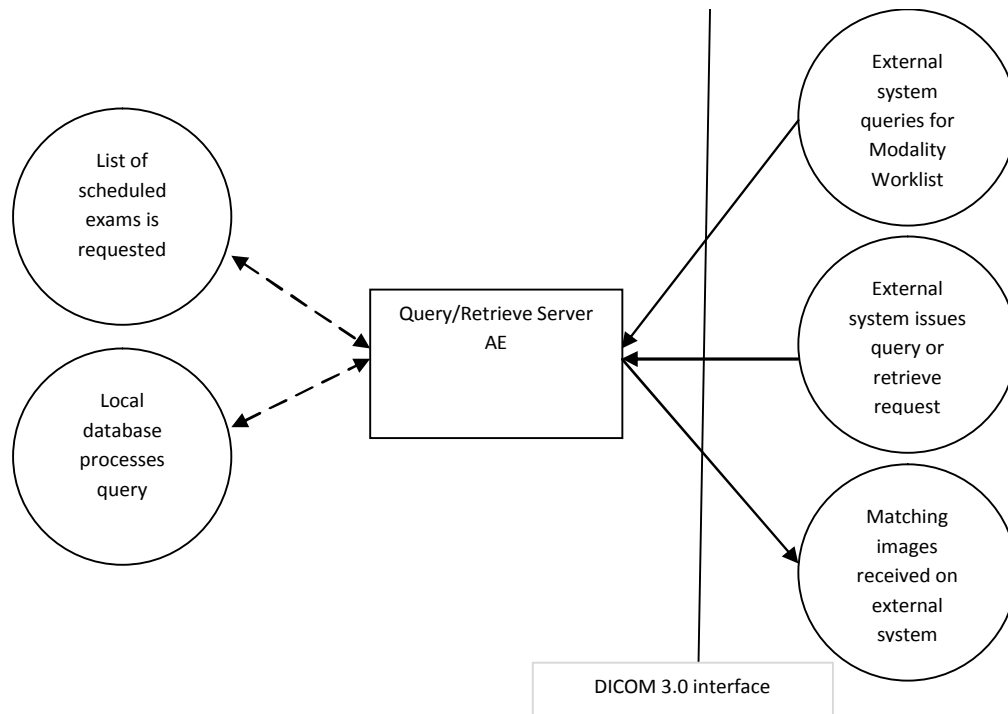 List of
scheduled
exams is
requested
Local
database
processes
query
Query/Retrieve Server
AE
External
system
queries for
Modality
Worklist
External
system issues
query or
retrieve
request
Matching
images
received on
external
system
DICOM 3.0 interface